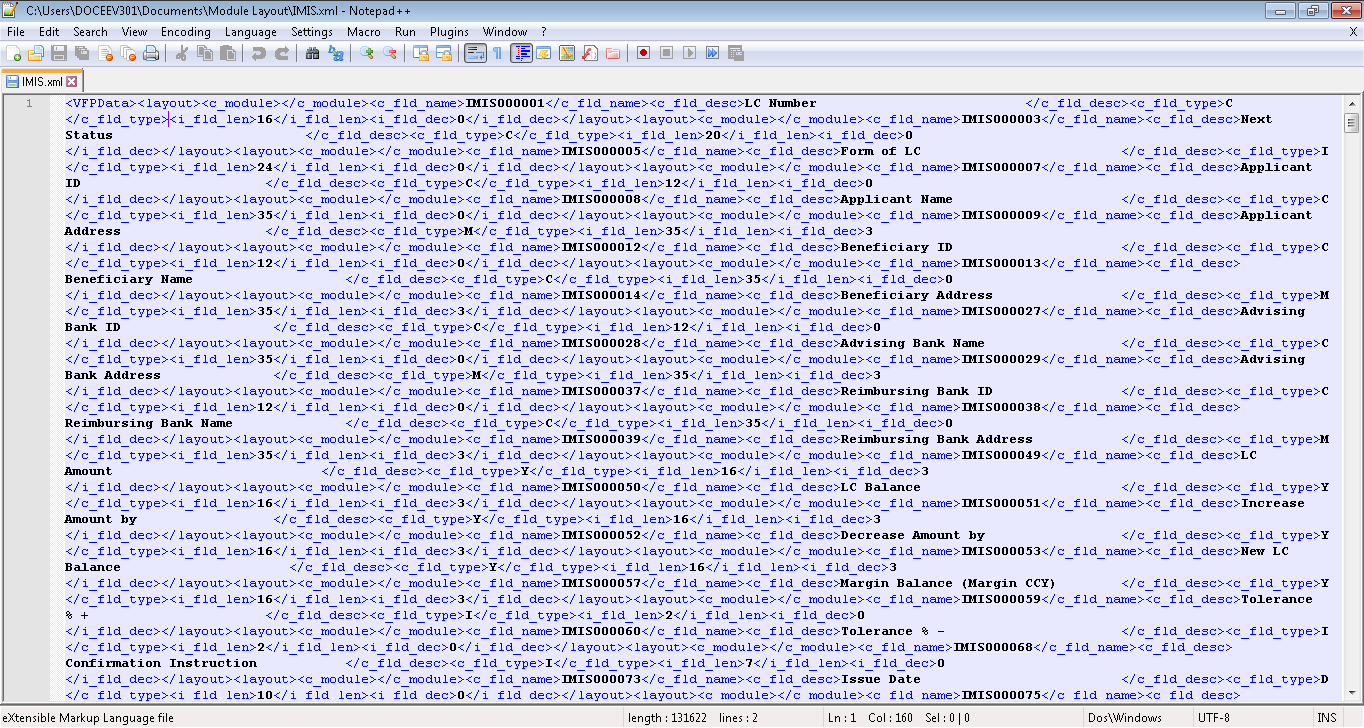 C:\Users\DOCEEV301\Documents\Module Layout\IMIS.xml - Notepad++
File Edit Search View Encoding Language Settings Macro Run Plugins Window ? X
IMIS.xml
1 <VFPData><layout><c_module></c_module><c_fld_name>IMIS000001</c_fld_name><c_fld_desc>LC Number </c_fld_desc><c_fld_type>C
</c_fld_type><i_fld_len>16</i_fld_len><i_fld_dec>0</i_fld_dec></layout><layout><c_module></c_module><c_fld_name>IMIS000003</c_fld_name><c_fld_desc>Next
Status </c_fld_desc><c_fld_type>C</c_fld_type><i_fld_len>20</i_fld_len><i_fld_dec>0
</i_fld_dec></layout><layout><c_module></c_module><c_fld_name>IMIS000005</c_fld_name><c_fld_desc>Form of LC </c_fld_desc><c_fld_type>I
</c_fld_type><i_fld_len>24</i_fld_len><i_fld_dec>0</i_fld_dec></layout><layout><c_module></c_module><c_fld_name>IMIS000007</c_fld_name><c_fld_desc>Applicant
ID </c_fld_desc><c_fld_type>C</c_fld_type><i_fld_len>12</i_fld_len><i_fld_dec>0
</i_fld_dec></layout><layout><c_module></c_module><c_fld_name>IMIS000008</c_fld_name><c_fld_desc>Applicant Name </c_fld_desc><c_fld_type>C
</c_fld_type><i_fld_len>35</i_fld_len><i_fld_dec>0</i_fld_dec></layout><layout><c_module></c_module><c_fld_name>IMIS000009</c_fld_name><c_fld_desc>Applicant
Address </c_fld_desc><c_fld_type>M</c_fld_type><i_fld_len>35</i_fld_len><i_fld_dec>3
</i_fld_dec></layout><layout><c_module></c_module><c_fld_name>IMIS000012</c_fld_name><c_fld_desc>Beneficiary ID </c_fld_desc><c_fld_type>C
</c_fld_type><i_fld_len>12</i_fld_len><i_fld_dec>0</i_fld_dec></layout><layout><c_module></c_module><c_fld_name>IMIS000013</c_fld_name><c_fld_desc>
Beneficiary Name </c_fld_desc><c_fld_type>C</c_fld_type><i_fld_len>35</i_fld_len><i_fld_dec>0
</i_fld_dec></layout><layout><c_module></c_module><c_fld_name>IMIS000014</c_fld_name><c_fld_desc>Beneficiary Address </c_fld_desc><c_fld_type>M
</c_fld_type><i_fld_len>35</i_fld_len><i_fld_dec>3</i_fld_dec></layout><layout><c_module></c_module><c_fld_name>IMIS000027</c_fld_name><c_fld_desc>Advising
Bank ID </c_fld_desc><c_fld_type>C</c_fld_type><i_fld_len>12</i_fld_len><i_fld_dec>0
</i_fld_dec></layout><layout><c_module></c_module><c_fld_name>IMIS000028</c_fld_name><c_fld_desc>Advising Bank Name </c_fld_desc><c_fld_type>C
</c_fld_type><i_fld_len>35</i_fld_len><i_fld_dec>0</i_fld_dec></layout><layout><c_module></c_module><c_fld_name>IMIS000029</c_fld_name><c_fld_desc>Advising
Bank Address </c_fld_desc><c_fld_type>M</c_fld_type><i_fld_len>35</i_fld_len><i_fld_dec>3
</i_fld_dec></layout><layout><c_module></c_module><c_fld_name>IMIS000037</c_fld_name><c_fld_desc>Reimbursing Bank ID </c_fld_desc><c_fld_type>C
</c_fld_type><i_fld_len>12</i_fld_len><i_fld_dec>0</i_fld_dec></layout><layout><c_module></c_module><c_fld_name>IMIS000038</c_fld_name><c_fld_desc>
Reimbursing Bank Name </c_fld_desc><c_fld_type>C</c_fld_type><i_fld_len>35</i_fld_len><i_fld_dec>0
</i_fld_dec></layout><layout><c_module></c_module><c_fld_name>IMIS000039</c_fld_name><c_fld_desc>Reimbursing Bank Address </c_fld_desc><c_fld_type>M
</c_fld_type><i_fld_len>35</i_fld_len><i_fld_dec>3</i_fld_dec></layout><layout><c_module></c_module><c_fld_name>IMIS000049</c_fld_name><c_fld_desc>LC
Amount </c_fld_desc><c_fld_type>Y</c_fld_type><i_fld_len>16</i_fld_len><i_fld_dec>3
</i_fld_dec></layout><layout><c_module></c_module><c_fld_name>IMIS000050</c_fld_name><c_fld_desc>LC Balance </c_fld_desc><c_fld_type>Y
</c_fld_type><i_fld_len>16</i_fld_len><i_fld_dec>3</i_fld_dec></layout><layout><c_module></c_module><c_fld_name>IMIS000051</c_fld_name><c_fld_desc>Increase
Amount by </c_fld_desc><c_fld_type>Y</c_fld_type><i_fld_len>16</i_fld_len><i_fld_dec>3
</i_fld_dec></layout><layout><c_module></c_module><c_fld_name>IMIS000052</c_fld_name><c_fld_desc>Decrease Amount by </c_fld_desc><c_fld_type>Y
</c_fld_type><i_fld_len>16</i_fld_len><i_fld_dec>3</i_fld_dec></layout><layout><c_module></c_module><c_fld_name>IMIS000053</c_fld_name><c_fld_desc>New LC
Balance </c_fld_desc><c_fld_type>Y</c_fld_type><i_fld_len>16</i_fld_len><i_fld_dec>3
</i_fld_dec></layout><layout><c_module></c_module><c_fld_name>IMIS000057</c_fld_name><c_fld_desc>Margin Balance (Margin CCY) </c_fld_desc><c_fld_type>Y
</c_fld_type><i_fld_len>16</i_fld_len><i_fld_dec>3</i_fld_dec></layout><layout><c_module></c_module><c_fld_name>IMIS000059</c_fld_name><c_fld_desc>Tolerance
% + </c_fld_desc><c_fld_type>I</c_fld_type><i_fld_len>2</i_fld_len><i_fld_dec>0
</i_fld_dec></layout><layout><c_module></c_module><c_fld_name>IMIS000060</c_fld_name><c_fld_desc>Tolerance % - </c_fld_desc><c_fld_type>I
</c_fld_type><i_fld_len>2</i_fld_len><i_fld_dec>0</i_fld_dec></layout><layout><c_module></c_module><c_fld_name>IMIS000068</c_fld_name><c_fld_desc>
Confirmation Instruction </c_fld_desc><c_fld_type>I</c_fld_type><i_fld_len>7</i_fld_len><i_fld_dec>0
</i_fld_dec></layout><layout><c_module></c_module><c_fld_name>IMIS000073</c_fld_name><c_fld_desc>Issue Date </c_fld_desc><c_fld_type>D
</c_fld_type><i_fld_len>10</i_fld_len><i_fld_dec>0</i_fld_dec></layout><layout><c_module></c_module><c_fld_name>IMIS000075</c_fld_name><c_fld_desc>
eXtensible Markup Language file length : 131622 lines : 2 Ln : 1 Col : 160 Sel : 0 | 0 Dos\Windows UTF-8 INS